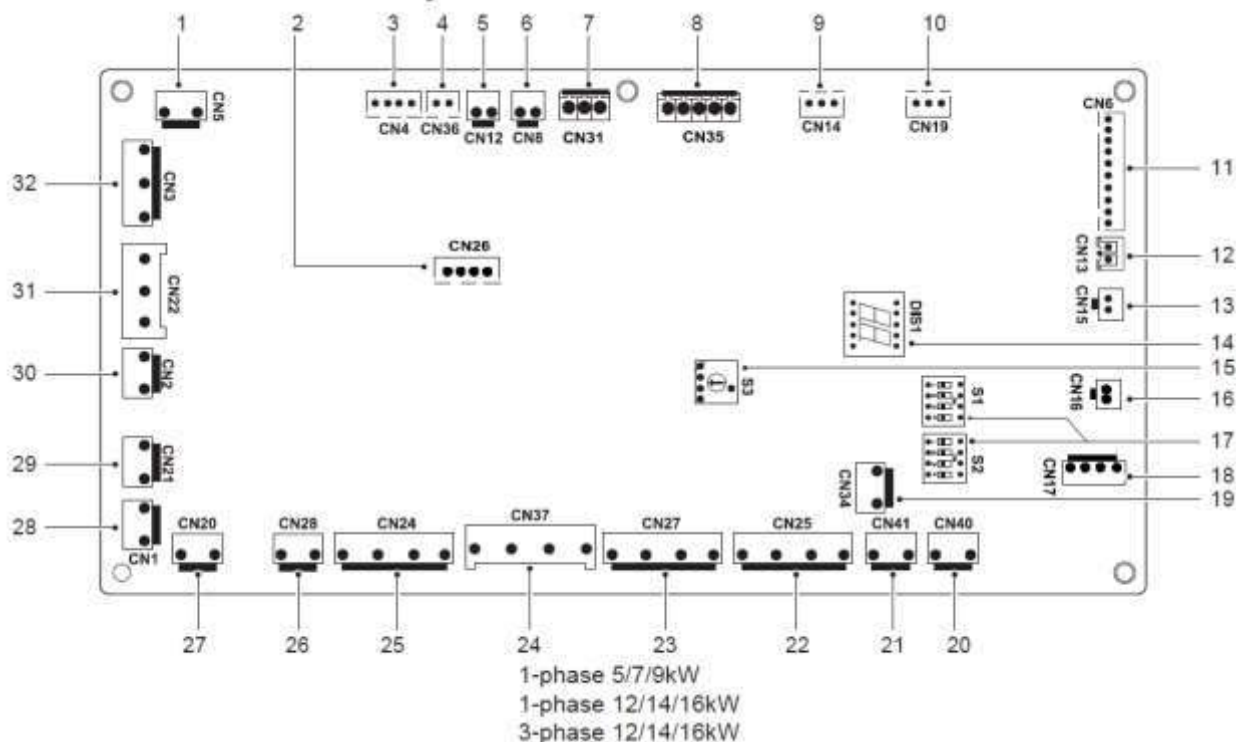 1 2 3 4 5 6 7 8 9 10
CN5
CN4 CN36 CN12 CN8 CN31 CN35 CN14 CN19 CN6
11
32 CN3
CN26
CN13 12
31 CN22
CN15 13
DIS1
14
15
S3
30 CN2
S1
CN16 16
17
29 CN21
S2
CN17 18
CN34
19
28
CN1
CN20 CN28 CN24 CN37 CN27 CN25 CN41 CN40
27 26 25 24 23 22 21 20
1-phase 5/7/9kW
1-phase 12/14/16kW
3-phase 12/14/16kW